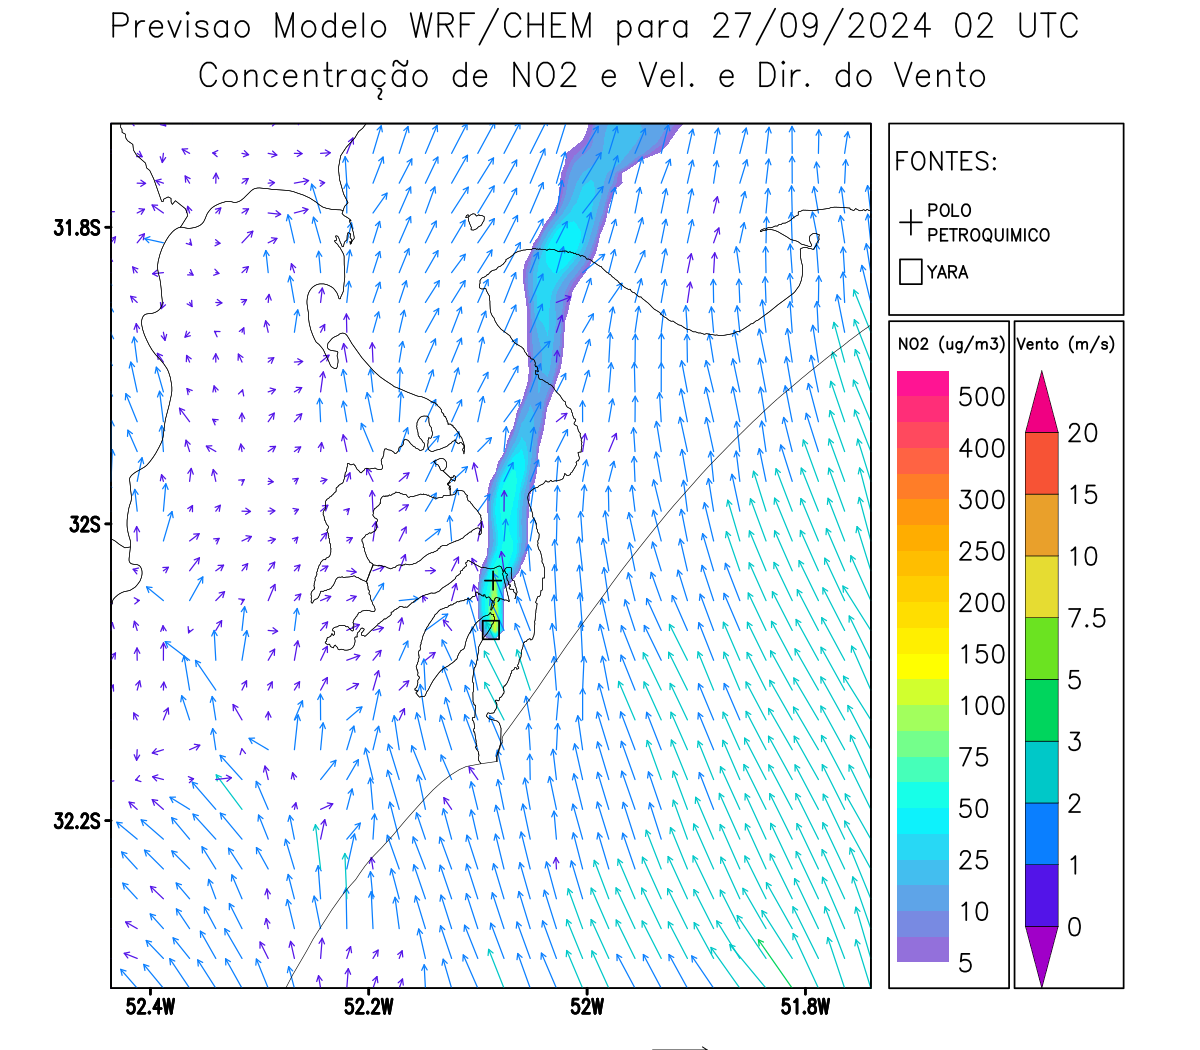 Previsao Modelo WRF/CHEM para 27/09/2024 02 UTC
Concentração de NO2 e Vel. e Dir. do Vento
FONTES:
POLO
PETROQUIMICO
YARA
NO2 (ug/m3)
500
400
300
250
200
150
100
75
50
25
10
5
Vento (m/s)
20
15
10
7.5
5
3
2
1
0
31.8S
32S
32.2S
52.4W
52.2W
52W
51.8W